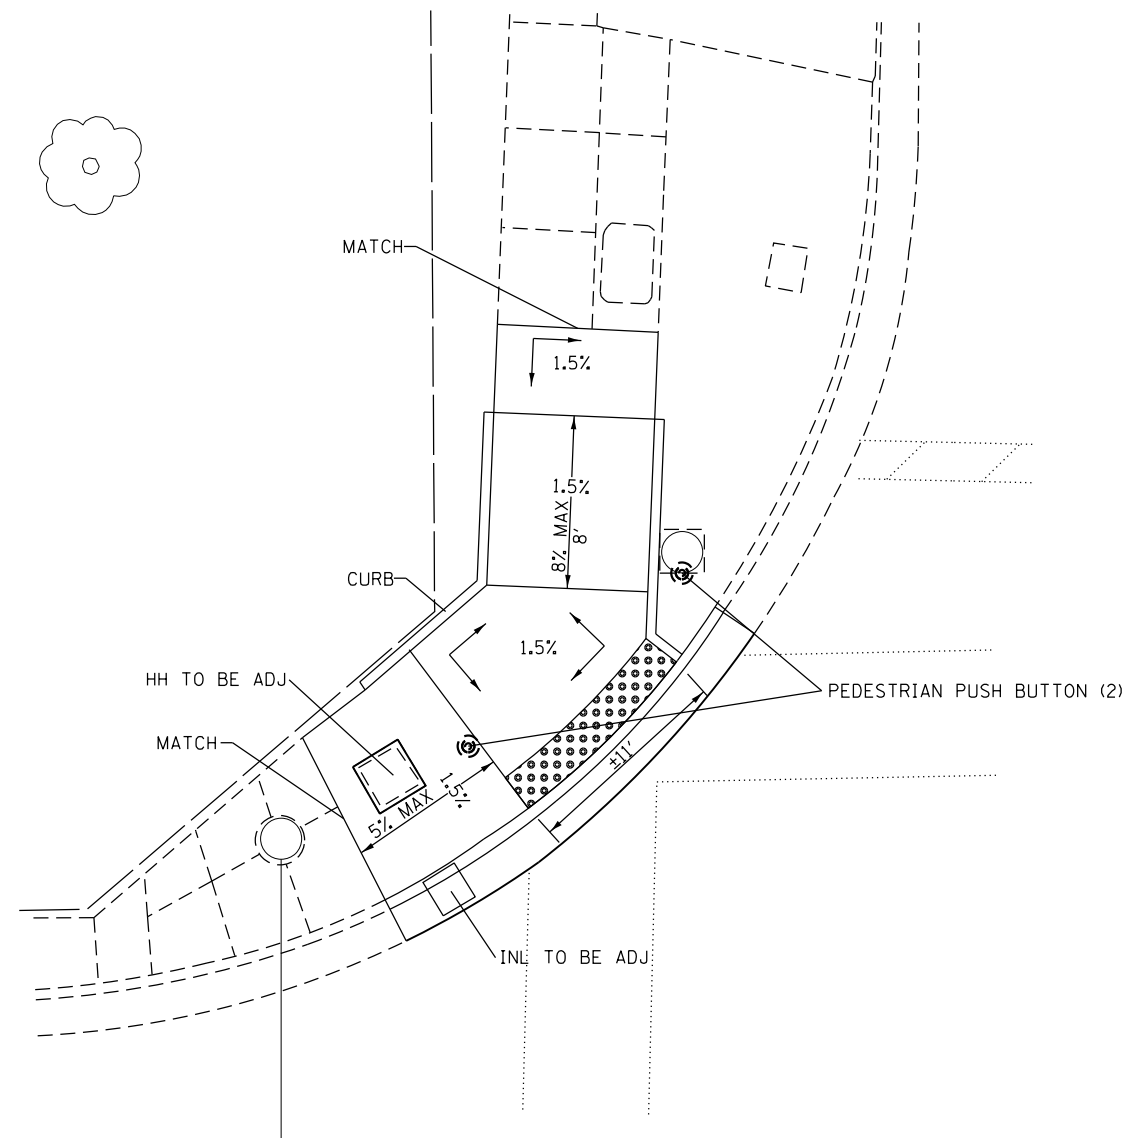 MATCH
1.5%
1.5%
8% MAX
8'
CURB
1.5%
HH TO BE ADJ
PEDESTRIAN PUSH BUTTON (2)
MATCH
±11'
1.5%
5% MAX
INL TO BE ADJ